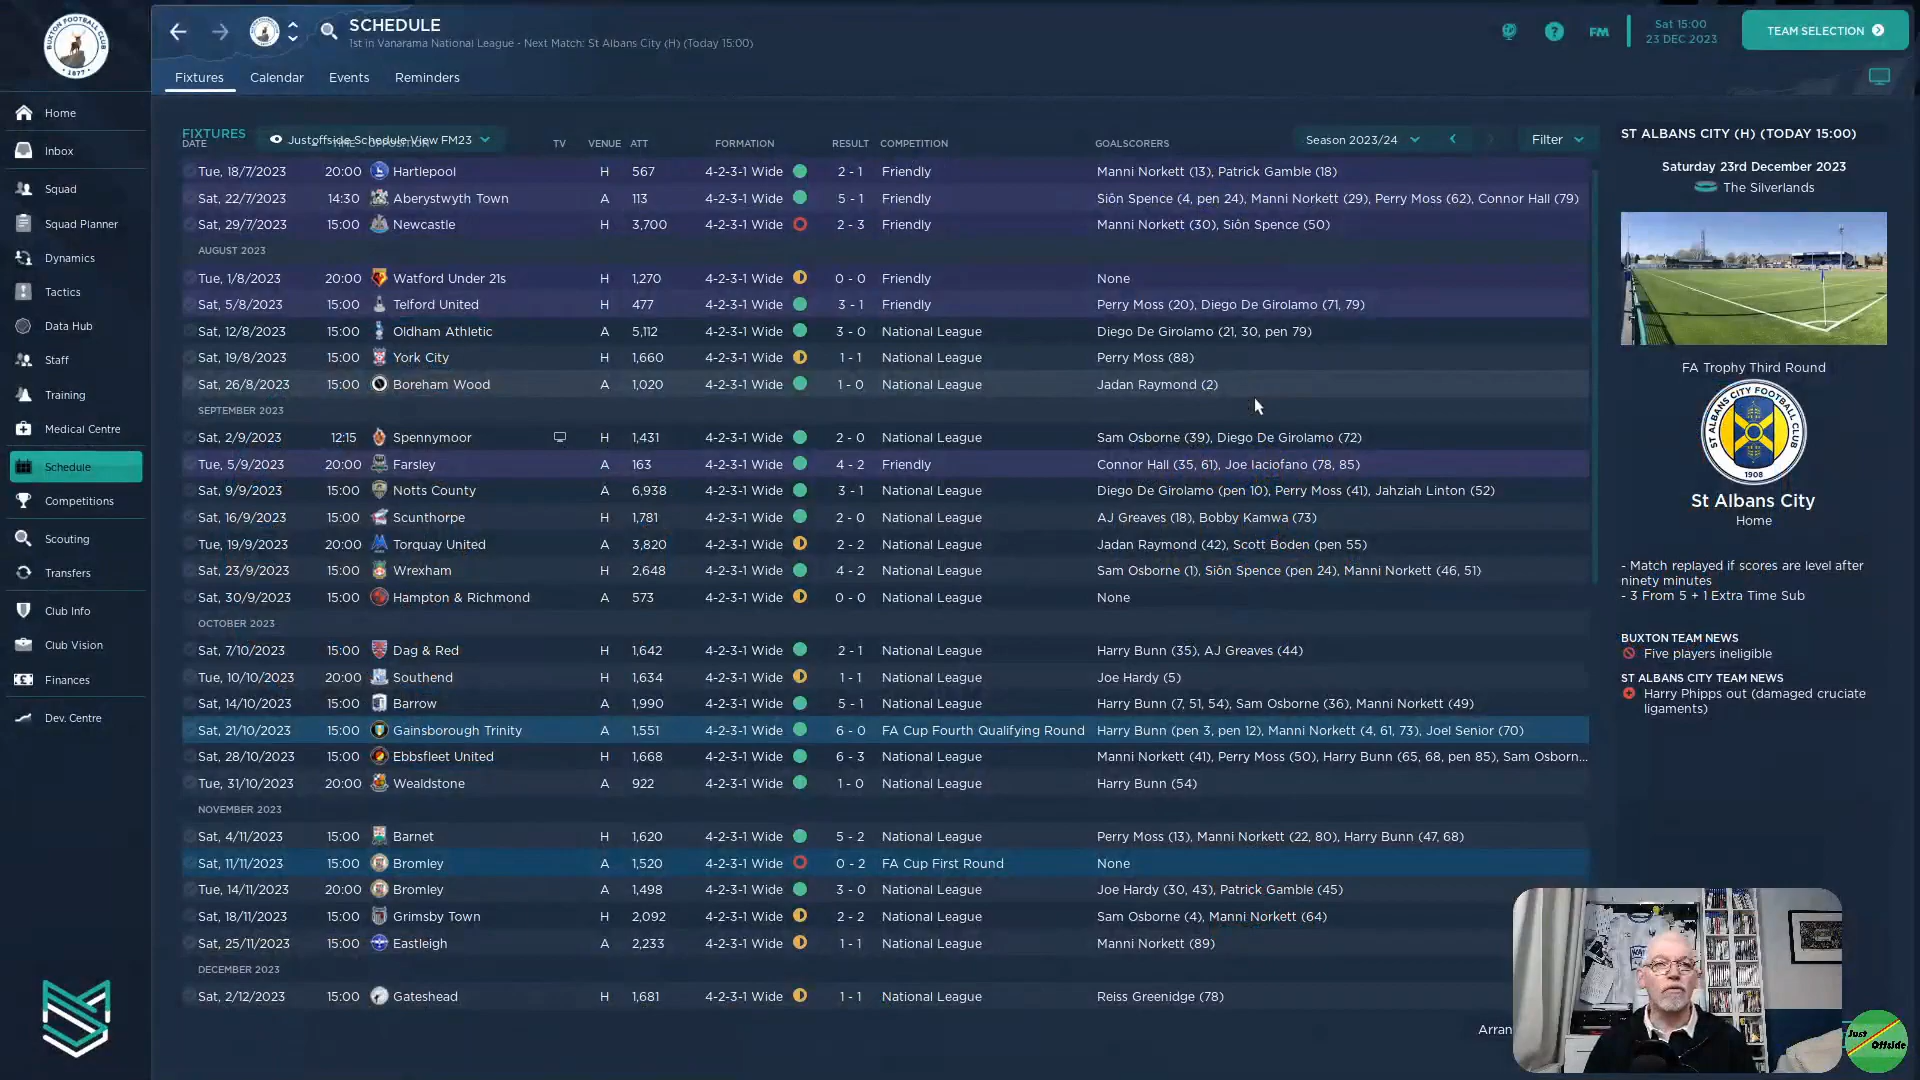 BUXTON FOOTBALL CLUB
1877
SCHEDULE
1st in Vanarama National League - Next Match: St Albans City (H) (Today 15:00)
FM
Sat 15:00
23 DEC 2023
TEAM SELECTION
Fixtures Calendar Events Reminders
Home
Inbox
Squad
Squad Planner
Dynamics
Tactics
Data Hub
Staff
Training
Medical Centre
Schedule
Competitions
Scouting
Transfers
Club Info
Club Vision
Finances
Dev. Centre
FIXTURES
Justoffside Schedule View FM23
Season 2023/24
Filter
DATE TV VENUE ATT FORMATION RESULT COMPETITION GOALSCORERS
Tue, 18/7/2023 20:00 Hartlepool H 567 4-2-3-1 Wide 2 - 1 Friendly Manni Norkett (13), Patrick Gamble (18)
Sat, 22/7/2023 14:30 Aberystwyth Town A 113 4-2-3-1 Wide 5 - 1 Friendly Siôn Spence (4, pen 24), Manni Norkett (29), Perry Moss (62), Connor Hall (79)
Sat, 29/7/2023 15:00 Newcastle H 3,700 4-2-3-1 Wide 2 - 3 Friendly Manni Norkett (30), Siôn Spence (50)
AUGUST 2023
Tue, 1/8/2023 20:00 Watford Under 21s H 1,270 4-2-3-1 Wide 0 - 0 Friendly None
Sat, 5/8/2023 15:00 Telford United H 477 4-2-3-1 Wide 3 - 1 Friendly Perry Moss (20), Diego De Girolamo (71, 79)
Sat, 12/8/2023 15:00 Oldham Athletic A 5,112 4-2-3-1 Wide 3 - 0 National League Diego De Girolamo (21, 30, pen 79)
Sat, 19/8/2023 15:00 York City H 1,660 4-2-3-1 Wide 1 - 1 National League Perry Moss (88)
Sat, 26/8/2023 15:00 Boreham Wood A 1,020 4-2-3-1 Wide 1 - 0 National League Jadan Raymond (2)
SEPTEMBER 2023
Sat, 2/9/2023 12:15 Spennymoor H 1,431 4-2-3-1 Wide 2 - 0 National League Sam Osborne (39), Diego De Girolamo (72)
Tue, 5/9/2023 20:00 Farsley A 163 4-2-3-1 Wide 4 - 2 Friendly Connor Hall (35, 61), Joe Iaciofano (78, 85)
Sat, 9/9/2023 15:00 Notts County A 6,938 4-2-3-1 Wide 3 - 1 National League Diego De Girolamo (pen 10), Perry Moss (41), Jahziah Linton (52)
Sat, 16/9/2023 15:00 Scunthorpe H 1,781 4-2-3-1 Wide 2 - 0 National League AJ Greaves (18), Bobby Kamwa (73)
Tue, 19/9/2023 20:00 Torquay United A 3,820 4-2-3-1 Wide 2 - 2 National League Jadan Raymond (42), Scott Boden (pen 55)
Sat, 23/9/2023 15:00 Wrexham H 2,648 4-2-3-1 Wide 4 - 2 National League Sam Osborne (1), Siôn Spence (pen 24), Manni Norkett (46, 51)
Sat, 30/9/2023 15:00 Hampton & Richmond A 573 4-2-3-1 Wide 0 - 0 National League None
OCTOBER 2023
Sat, 7/10/2023 15:00 Dag & Red H 1,642 4-2-3-1 Wide 2 - 1 National League Harry Bunn (35), AJ Greaves (44)
Tue, 10/10/2023 20:00 Southend H 1,634 4-2-3-1 Wide 1 - 1 National League Joe Hardy (5)
Sat, 14/10/2023 15:00 Barrow A 1,990 4-2-3-1 Wide 5 - 1 National League Harry Bunn (7, 51, 54), Sam Osborne (36), Manni Norkett (49)
Sat, 21/10/2023 15:00 Gainsborough Trinity A 1,551 4-2-3-1 Wide 6 - 0 FA Cup Fourth Qualifying Round Harry Bunn (pen 3, pen 12), Manni Norkett (4, 61, 73), Joel Senior (70)
Sat, 28/10/2023 15:00 Ebbsfleet United H 1,668 4-2-3-1 Wide 6 - 3 National League Manni Norkett (41), Perry Moss (50), Harry Bunn (65, 68, pen 85), Sam Osborn...
Tue, 31/10/2023 20:00 Wealdstone A 922 4-2-3-1 Wide 1 - 0 National League Harry Bunn (54)
NOVEMBER 2023
Sat, 4/11/2023 15:00 Barnet H 1,620 4-2-3-1 Wide 5 - 2 National League Perry Moss (13), Manni Norkett (22, 80), Harry Bunn (47, 68)
Sat, 11/11/2023 15:00 Bromley A 1,520 4-2-3-1 Wide 0 - 2 FA Cup First Round None
Tue, 14/11/2023 20:00 Bromley A 1,498 4-2-3-1 Wide 3 - 0 National League Joe Hardy (30, 43), Patrick Gamble (45)
Sat, 18/11/2023 15:00 Grimsby Town H 2,092 4-2-3-1 Wide 2 - 2 National League Sam Osborne (4), Manni Norkett (64)
Sat, 25/11/2023 15:00 Eastleigh A 2,233 4-2-3-1 Wide 1 - 1 National League Manni Norkett (89)
DECEMBER 2023
Sat, 2/12/2023 15:00 Gateshead H 1,681 4-2-3-1 Wide 1 - 1 National League Reiss Greenidge (78)
Arran
ST ALBANS CITY (H) (TODAY 15:00)
Saturday 23rd December 2023
The Silverlands
FA Trophy Third Round
ST ALBANS CITY FOOTBALL CLUB
1908
St Albans City
Home
- Match replayed if scores are level after
ninety minutes
- 3 From 5 + 1 Extra Time Sub
BUXTON TEAM NEWS
Five players ineligible
ST ALBANS CITY TEAM NEWS
Harry Phipps out (damaged cruciate
ligaments)
Just
Offside